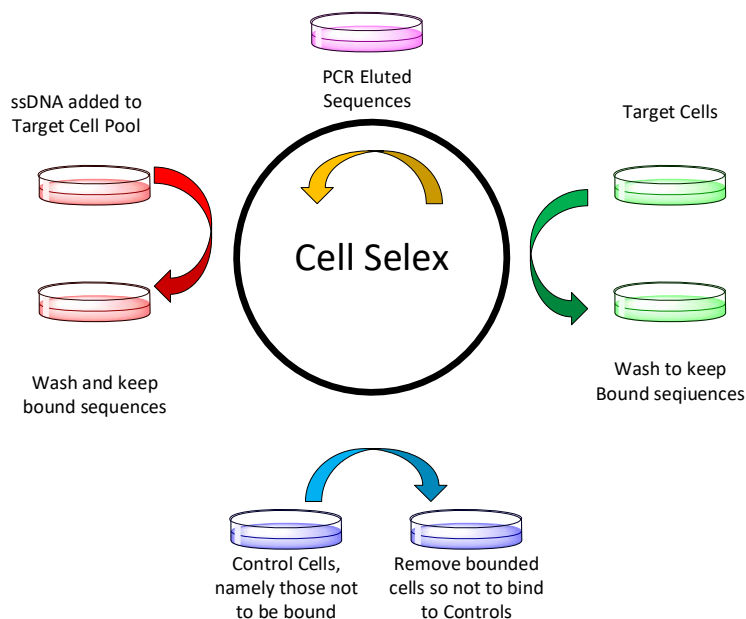 PCR Eluted
Sequences
ssDNA added to
Target Cell Pool
Target Cells
Cell Selex
Wash and keep
bound sequences
Wash to keep
Bound seqiuences
Control Cells,
namely those not
to be bound
Remove bounded
cells so not to bind
to Controls